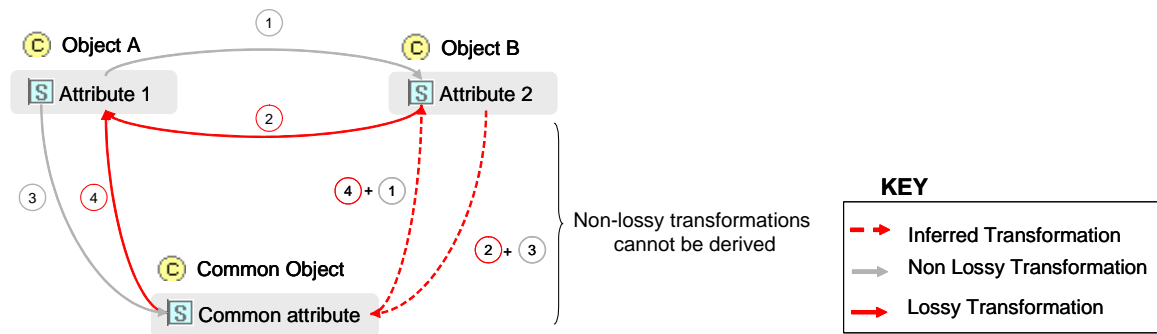 1
C Object A
C Object B
S Attribute 1
S Attribute 2
2
3
4
4 + 1
2 + 3
Non-lossy transformations
cannot be derived
C Common Object
S Common attribute
KEY
Inferred Transformation
Non Lossy Transformation
Lossy Transformation